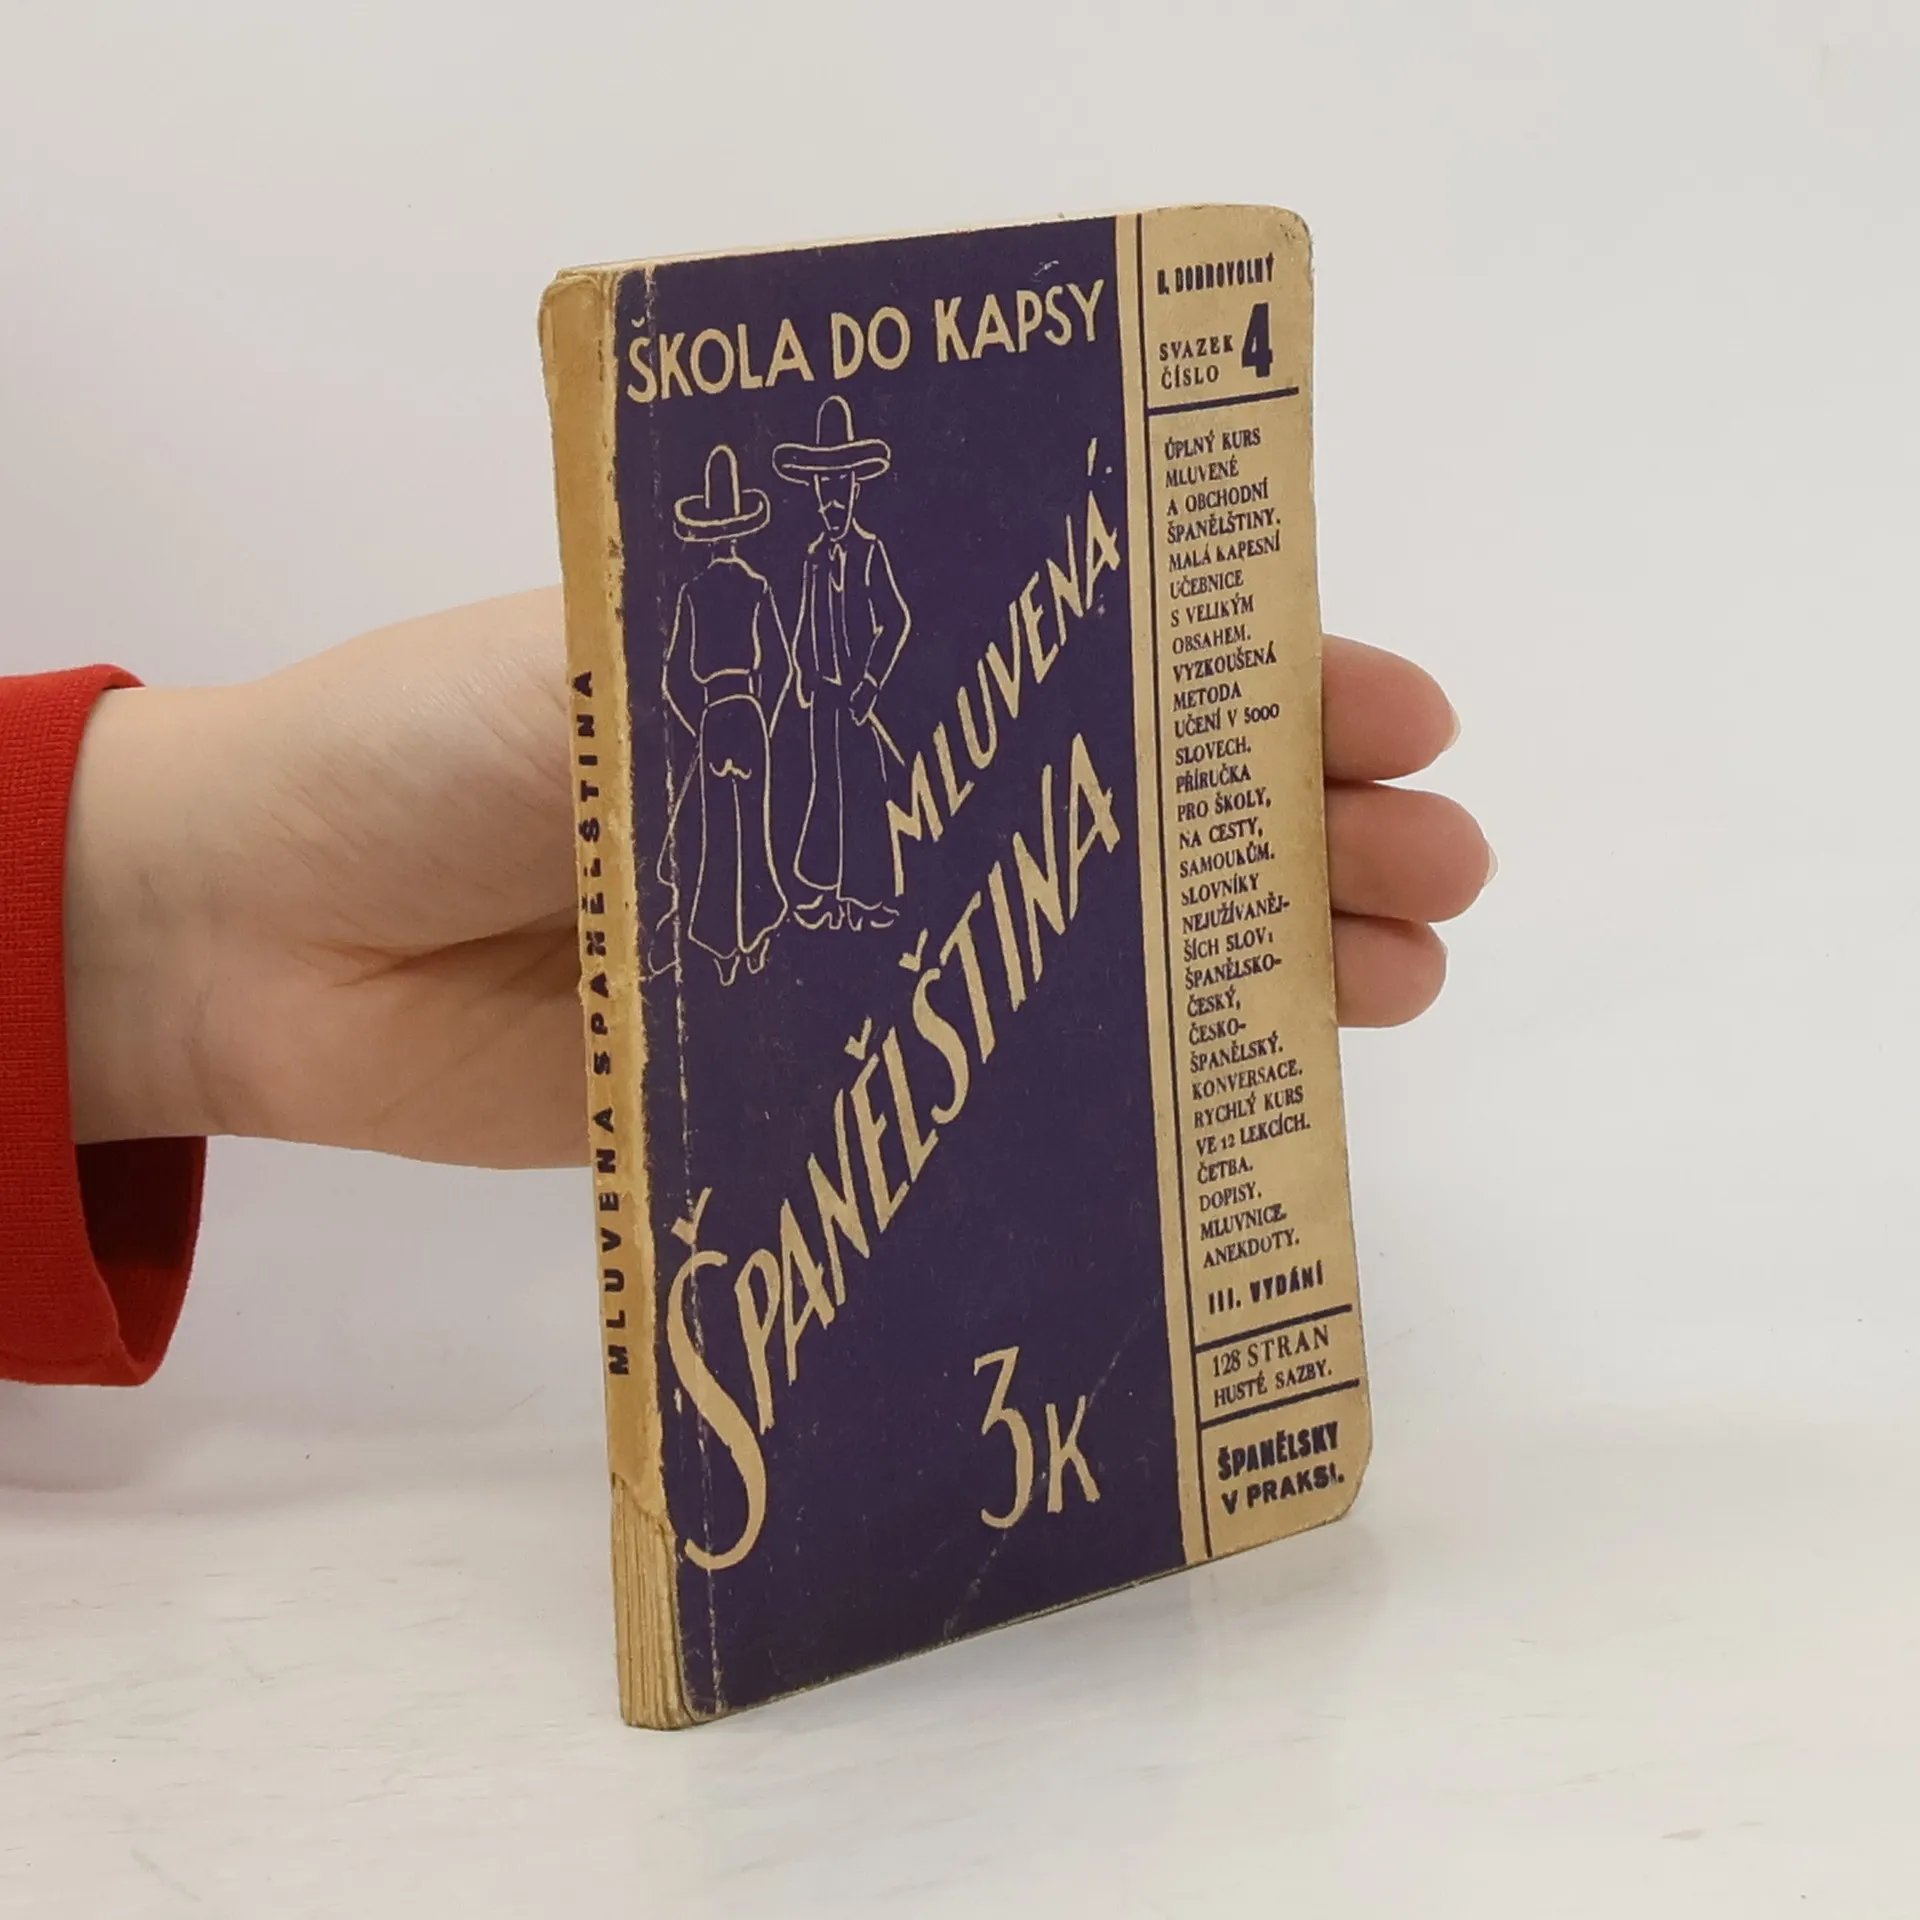 MLUVENA SPANĚLŠTINA
ŠKOLA DO KAPSY
MLUVENÁ
ŠPANĚLŠTINA
3K
DOBROVOLNÝ
SVAZEK 4
ČÍSLO
ÚPLNÝ KURS
MLUVENÉ
A OBCHODNÍ
ŠPANĚLŠTINY.
MALÁ KAPESNÍ
UČEBNICE
S VELIKÝM
OBSAHEM.
VYZKOUŠENÁ
METODA
UČENÍ V 5000
SLOVECH.
PŘÍRUČKA
PRO ŠKOLY,
NA CESTY,
SAMOUKŮM.
SLOVNÍKY
NEJUŽÍVANĚJ-
ŠÍCH SLOV:
ŠPANĚLSKO-
ČESKÝ,
ČESKO-
ŠPANĚLSKÝ.
KONVERSACE.
RYCHLÝ KURS
VE 12 LEKCÍCH.
ČETBA.
DOPISY.
MLUVNICE.
ANEKDOTY.
III. VYDÁNÍ
128 STRAN
HUSTÉ SAZBY.
ŠPANĚLSKY
V PRAKSI.